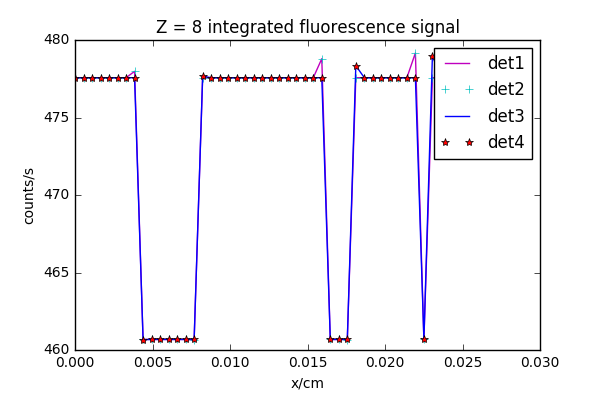 Z = 8 integrated fluorescence signal
480
475
470
465
460
counts/s
det1
det2
det3
det4
0.000 0.005 0.010 0.015 0.020 0.025 0.030
x/cm